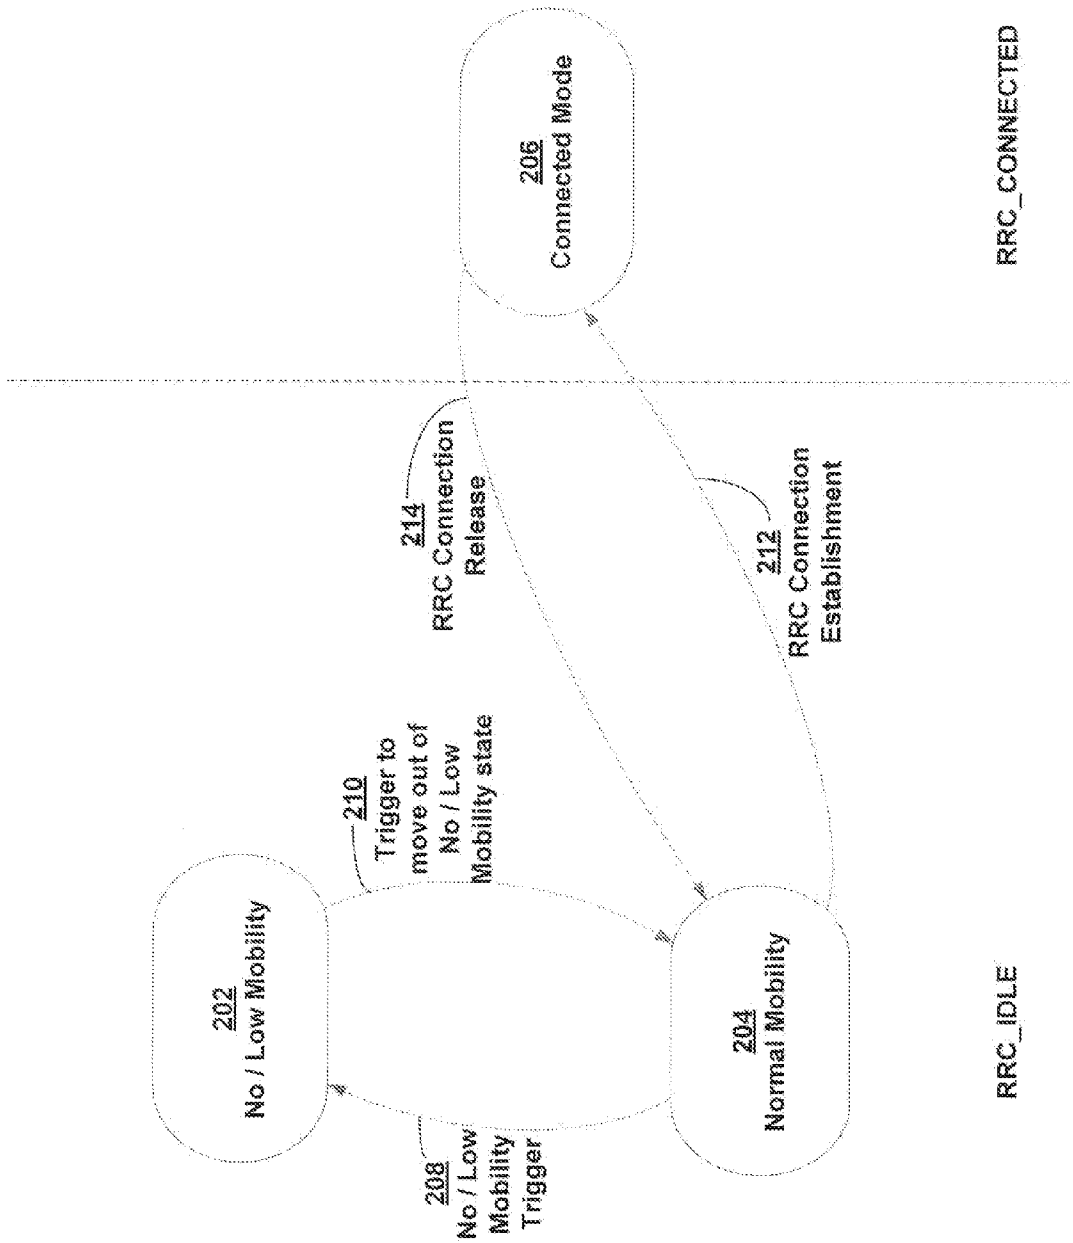 202
No / Low Mobility
208
No / Low
Mobility
Trigger
210
Trigger to
move out of
No / Low
Mobility state
204
Normal Mobility
214
RRC Connection
Release
212
RRC Connection
Establishment
206
Connected Mode
RRC_IDLE
RRC_CONNECTED